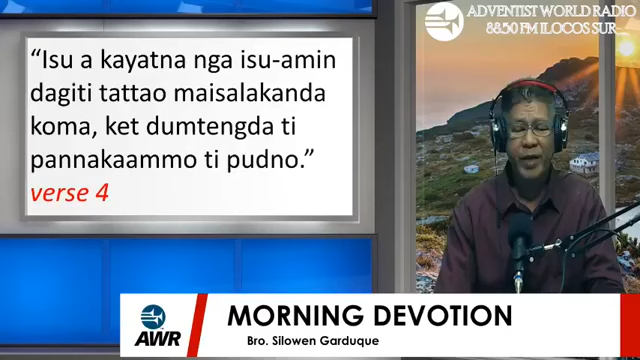 ADVENTIST WORLD RADIO
88.50 FM ILOCOS SUR
“Isu a kayatna nga isu-amin
dagiti tattao maisalakanda
koma, ket dumtengda ti
pannakaammo ti pudno.”
verse 4
MORNING DEVOTION
Bro. Silowen Garduque
AWR